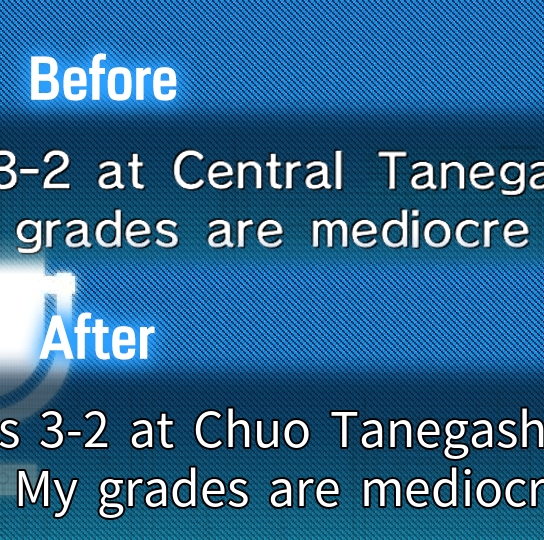 Before
3-2 at Central Tanega
grades are mediocre
After
s 3-2 at Chuo Tanegash
My grades are mediocr